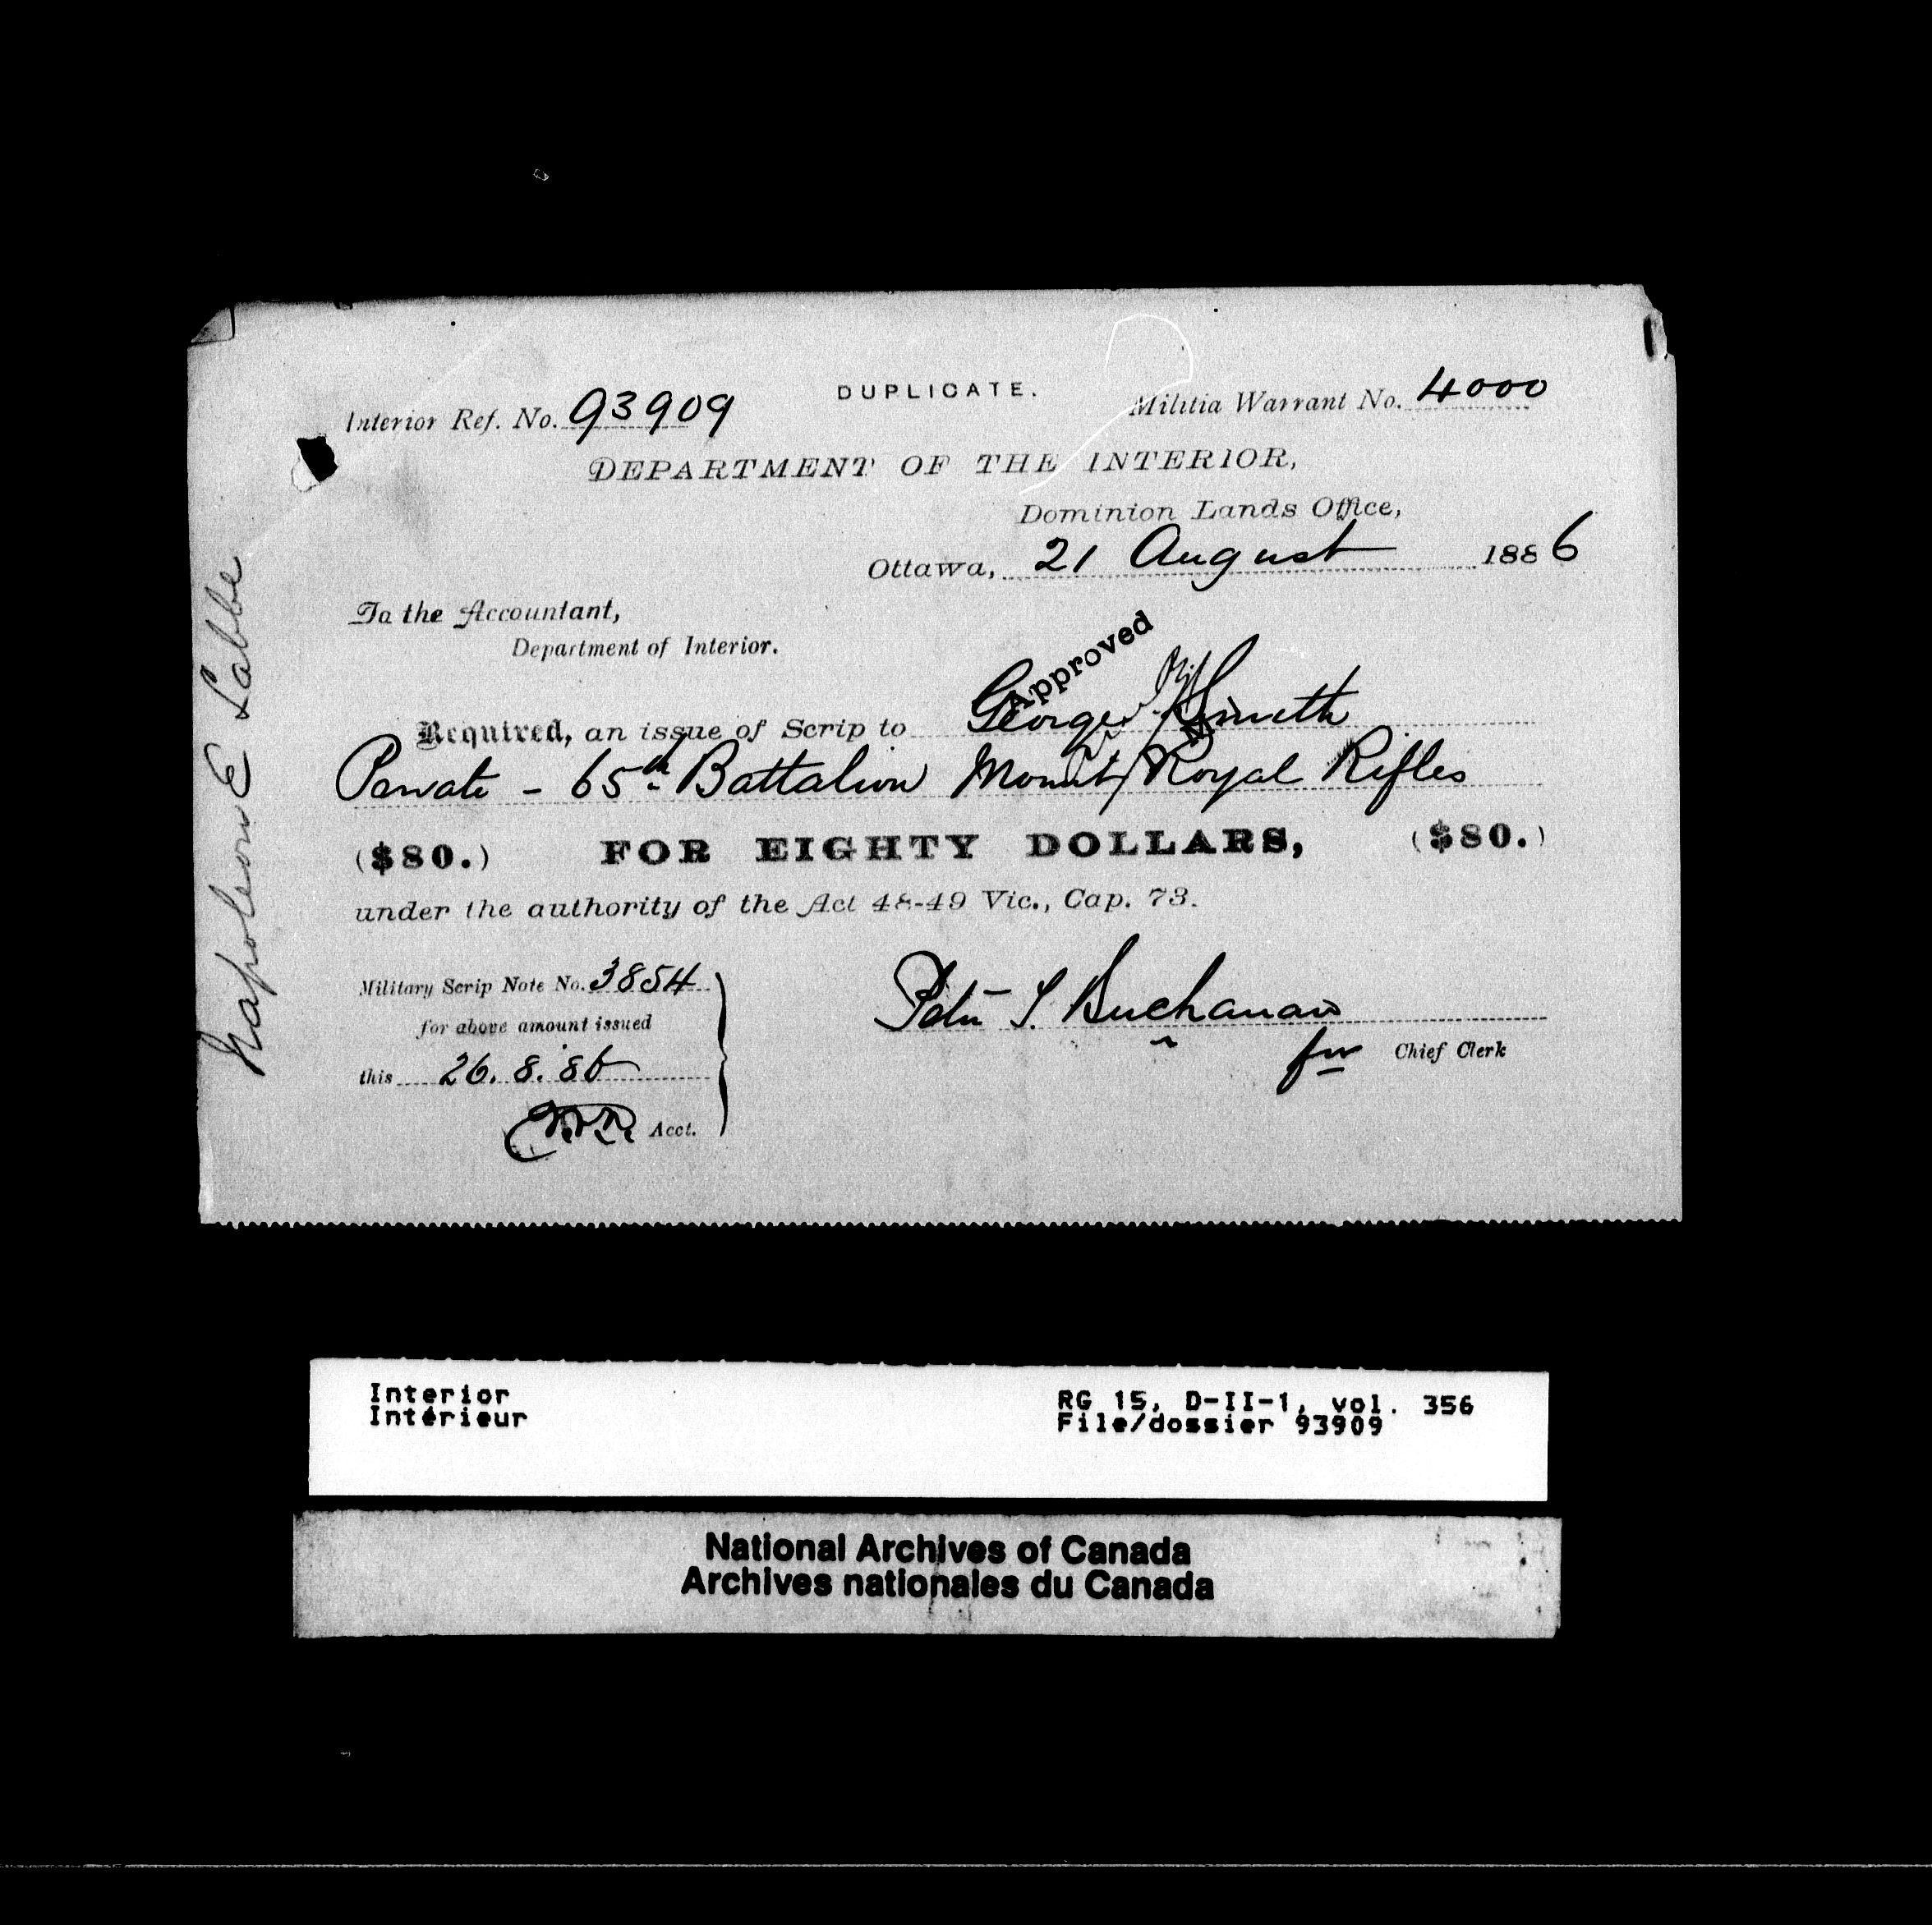 DUPLICATE.
Interior Ref. No. 93909
Militia Warrant No. 4000
DEPARTMENT OF THE INTERIOR,
Dominion Lands Office,
Ottawa, 21 August 1886
To the Accountant,
Department of Interior.
Approved
Required, an issue of Scrip to George Smith
Private - 65th Battalion Mount Royal Rifles
($80.) FOR EIGHTY DOLLARS, ($80.)
under the authority of the Act 48-49 Vic., Cap. 73.
Military Scrip Note No. 3854
for above amount issued
this 26.8.86
Acct.
Peter S. Buchanan
for Chief Clerk
Napoleon E Labbe
Interior
Intérieur
RG 15, D-II-1, vol. 356
File/dossier 93909
National Archives of Canada
Archives nationales du Canada